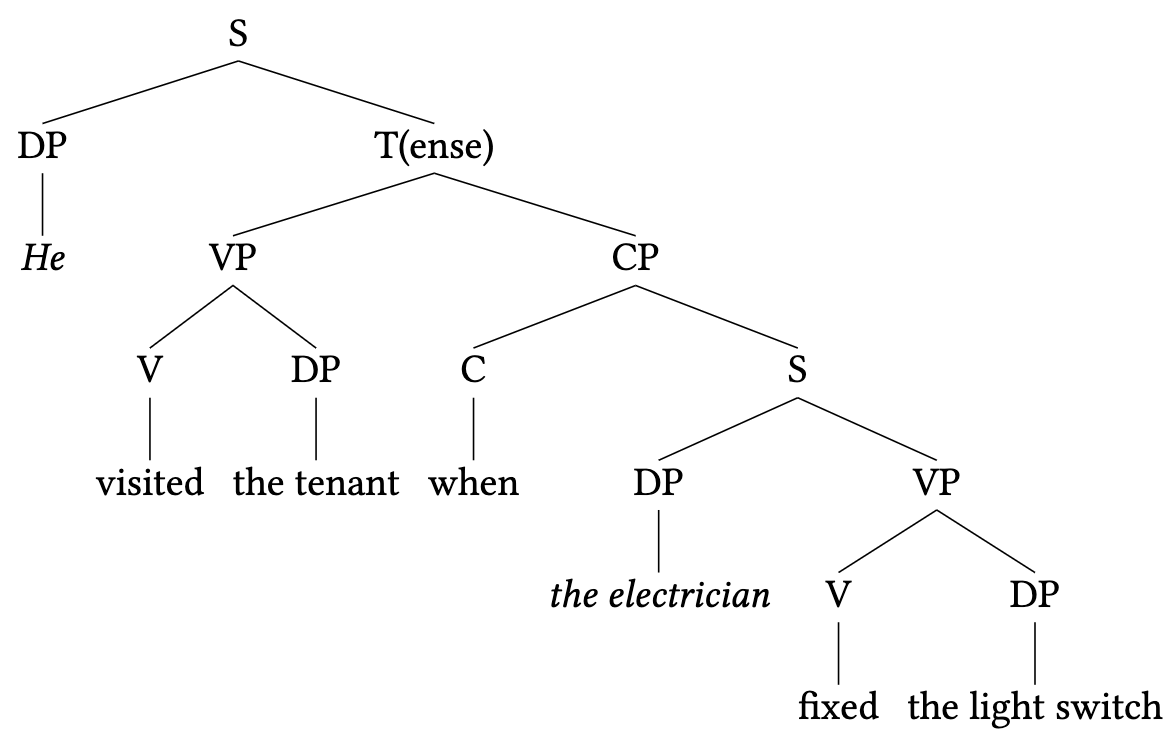 S
DP T(ense)
He VP CP
V DP C S
visited the tenant when DP VP
the electrician V DP
fixed the light switch